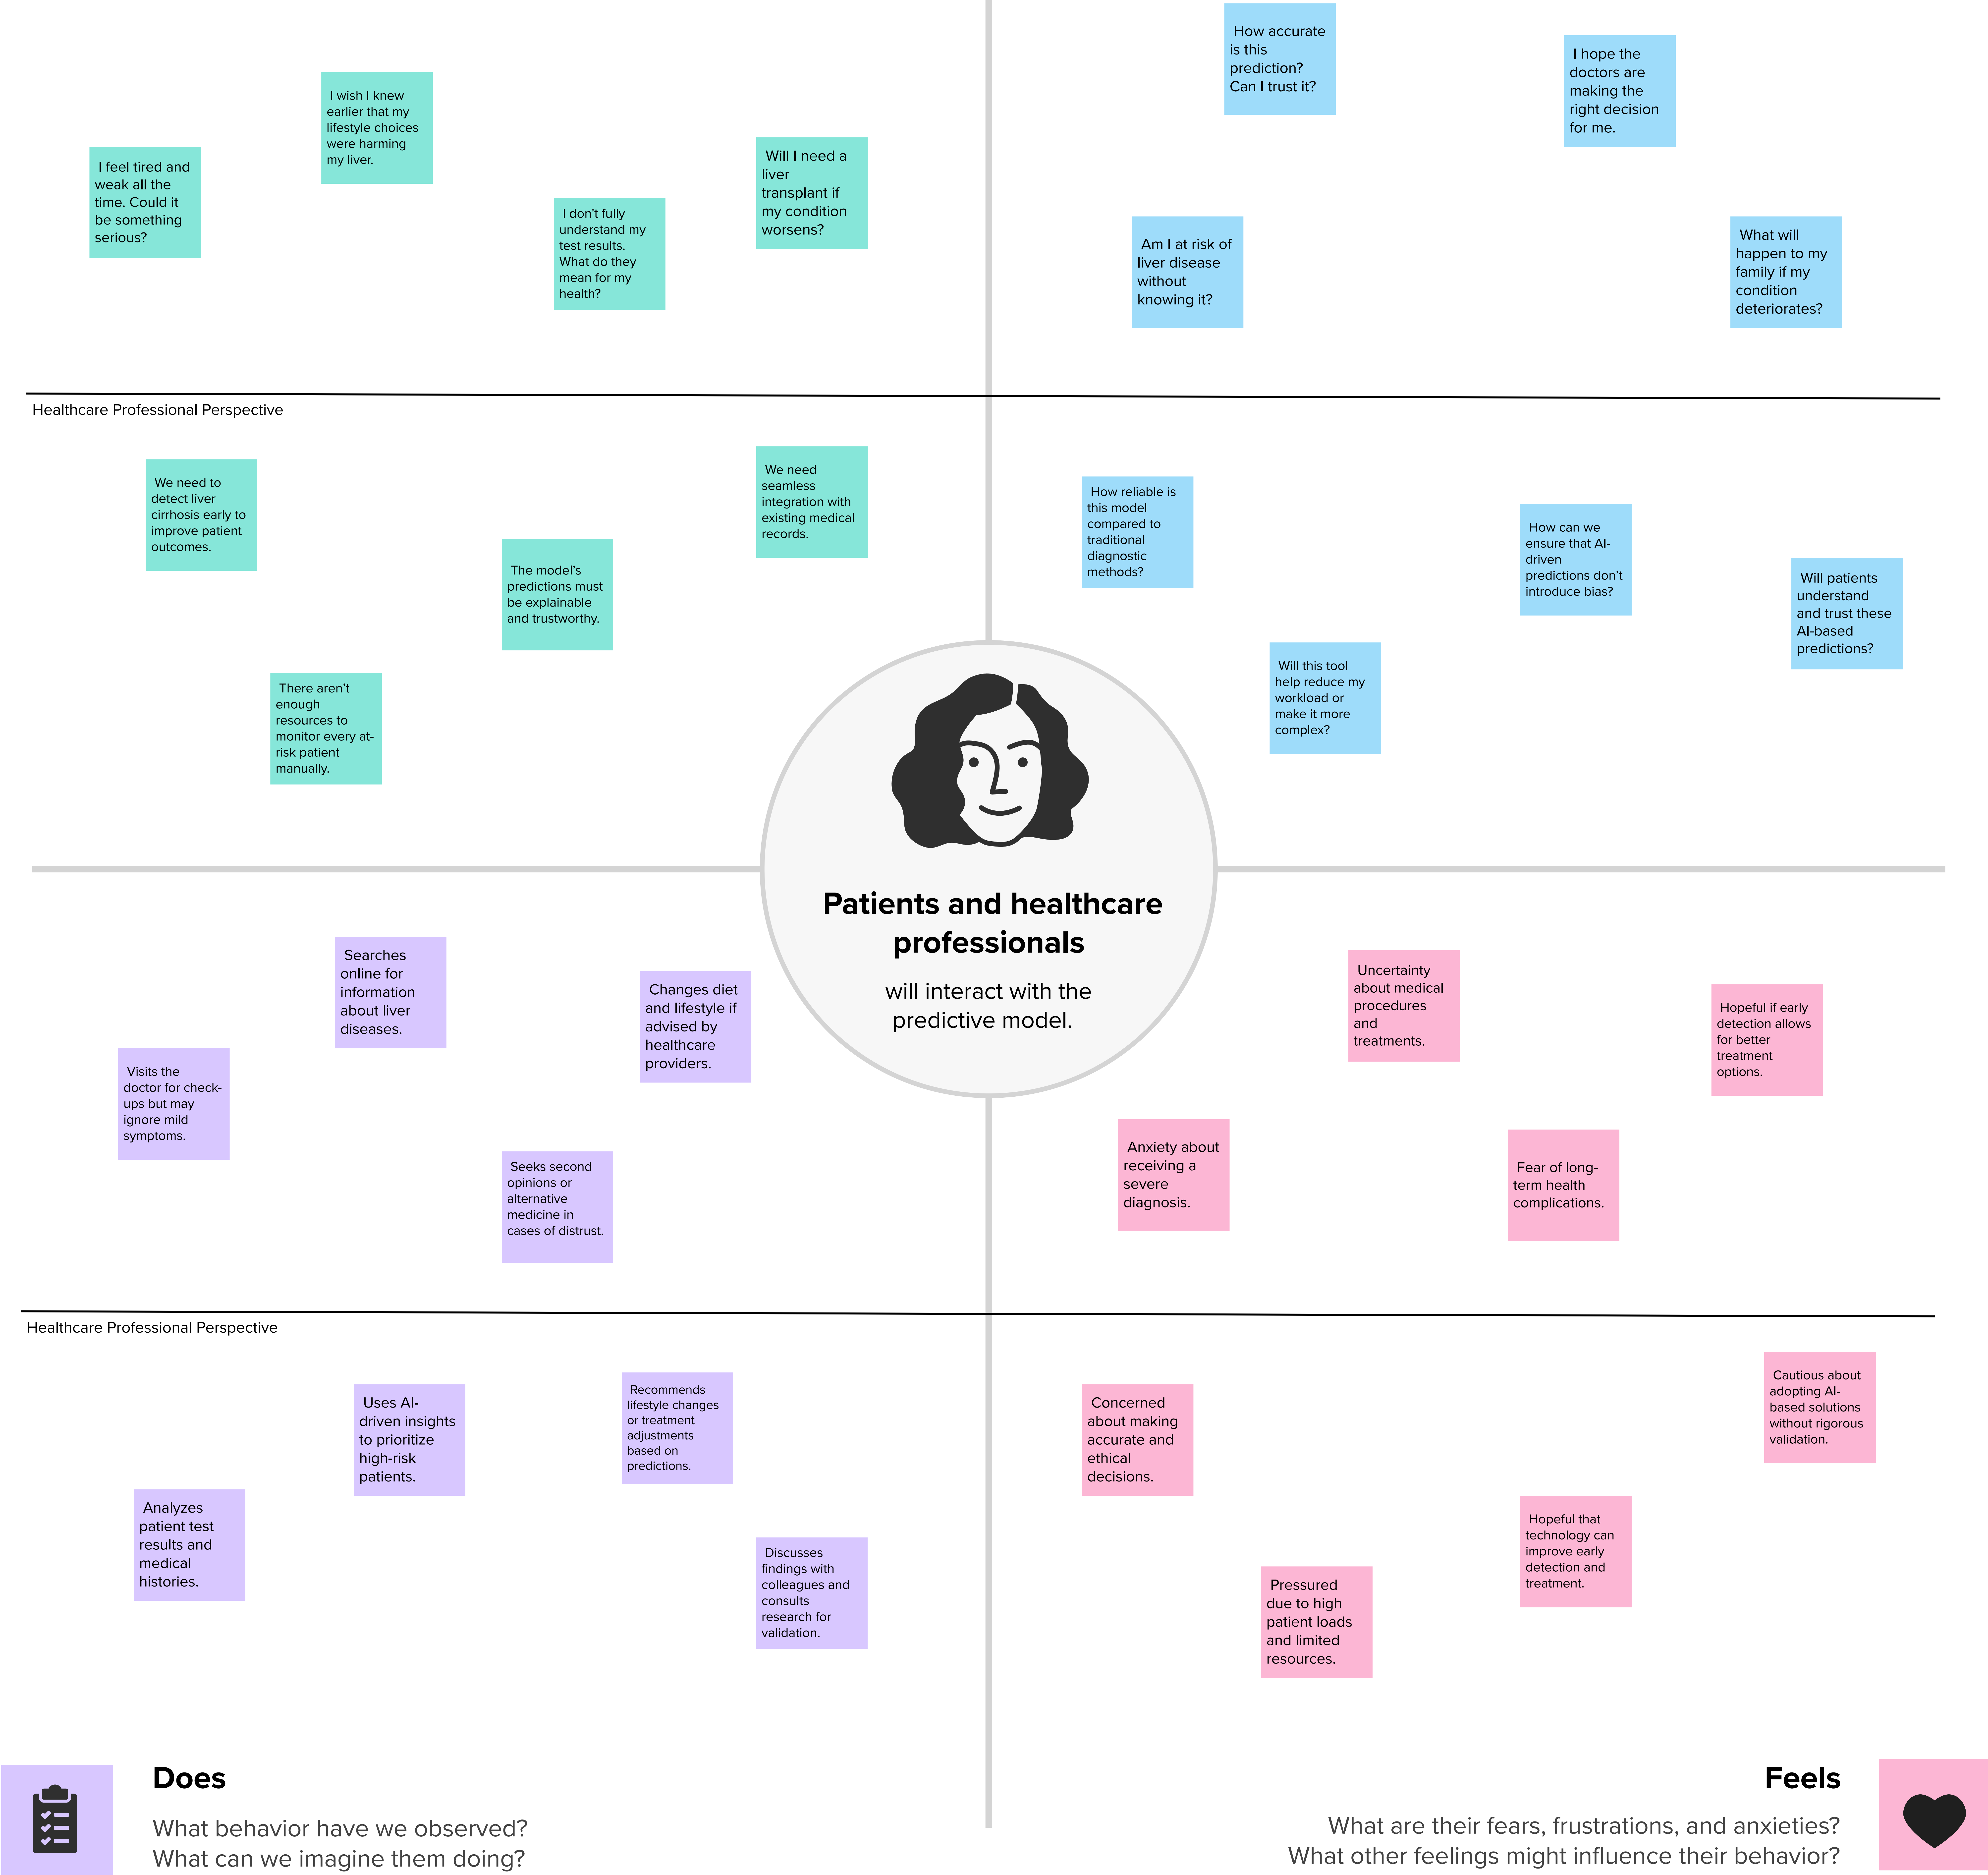 I feel tired and
weak all the
time. Could it
be something
serious?
I wish I knew
earlier that my
lifestyle choices
were harming
my liver.
I don't fully
understand my
test results.
What do they
mean for my
health?
Will I need a
liver
transplant if
my condition
worsens?
How accurate
is this
prediction?
Can I trust it?
I hope the
doctors are
making the
right decision
for me.
Am I at risk of
liver disease
without
knowing it?
What will
happen to my
family if my
condition
deteriorates?
Healthcare Professional Perspective
We need to
detect liver
cirrhosis early to
improve patient
outcomes.
There aren't
enough
resources to
monitor every at-
risk patient
manually.
The model's
predictions must
be explainable
and trustworthy.
We need
seamless
integration with
existing medical
records.
How reliable is
this model
compared to
traditional
diagnostic
methods?
Will this tool
help reduce my
workload or
make it more
complex?
How can we
ensure that AI-
driven
predictions don't
introduce bias?
Will patients
understand
and trust these
AI-based
predictions?
Patients and healthcare
professionals
will interact with the
predictive model.
Visits the
doctor for check-
ups but may
ignore mild
symptoms.
Searches
online for
information
about liver
diseases.
Seeks second
opinions or
alternative
medicine in
cases of distrust.
Changes diet
and lifestyle if
advised by
healthcare
providers.
Anxiety about
receiving a
severe
diagnosis.
Uncertainty
about medical
procedures
and
treatments.
Fear of long-
term health
complications.
Hopeful if early
detection allows
for better
treatment
options.
Healthcare Professional Perspective
Analyzes
patient test
results and
medical
histories.
Uses AI-
driven insights
to prioritize
high-risk
patients.
Recommends
lifestyle changes
or treatment
adjustments
based on
predictions.
Discusses
findings with
colleagues and
consults
research for
validation.
Concerned
about making
accurate and
ethical
decisions.
Pressured
due to high
patient loads
and limited
resources.
Hopeful that
technology can
improve early
detection and
treatment.
Cautious about
adopting AI-
based solutions
without rigorous
validation.
Does
What behavior have we observed?
What can we imagine them doing?
Feels
What are their fears, frustrations, and anxieties?
What other feelings might influence their behavior?